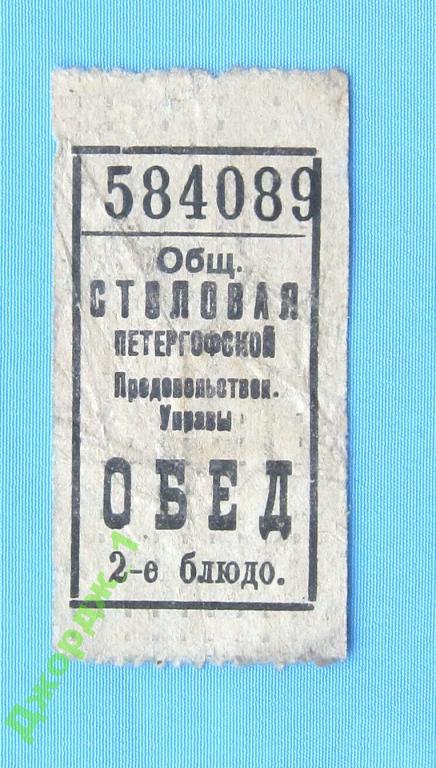 584089
Общ.
СТОЛОВАЯ
ПЕТЕРГОФСКОЙ
Продовольствен.
Управы
ОБЕД
2-е блюдо.
Джордж.1